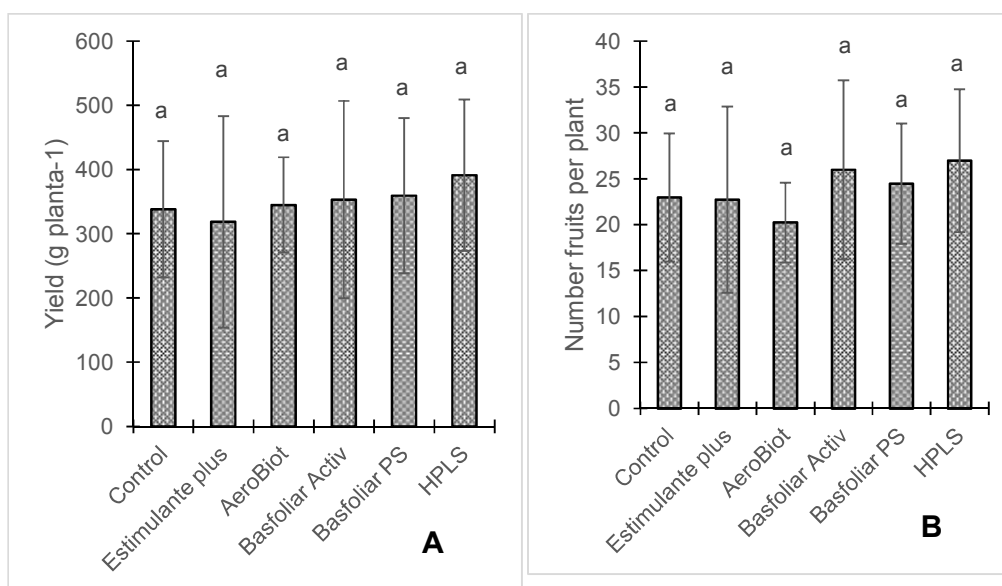 Yield (g planta-1)
600
500
400
300
200
100
0
a
a
a
a
a
a
Control
Estimulante plus
AeroBiot
Basfoliar Activ
Basfoliar PS
HPLS
A
Number fruits per plant
40
35
30
25
20
15
10
5
0
a
a
a
a
a
a
Control
Estimulante plus
AeroBiot
Basfoliar Activ
Basfoliar PS
HPLS
B